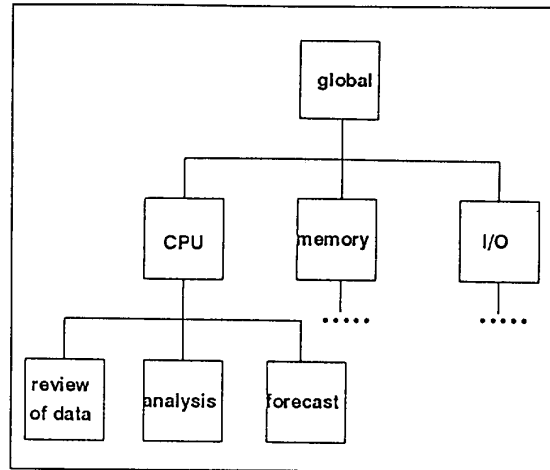 global
CPU
memory
I/O
.....
.....
review
of data
analysis
forecast